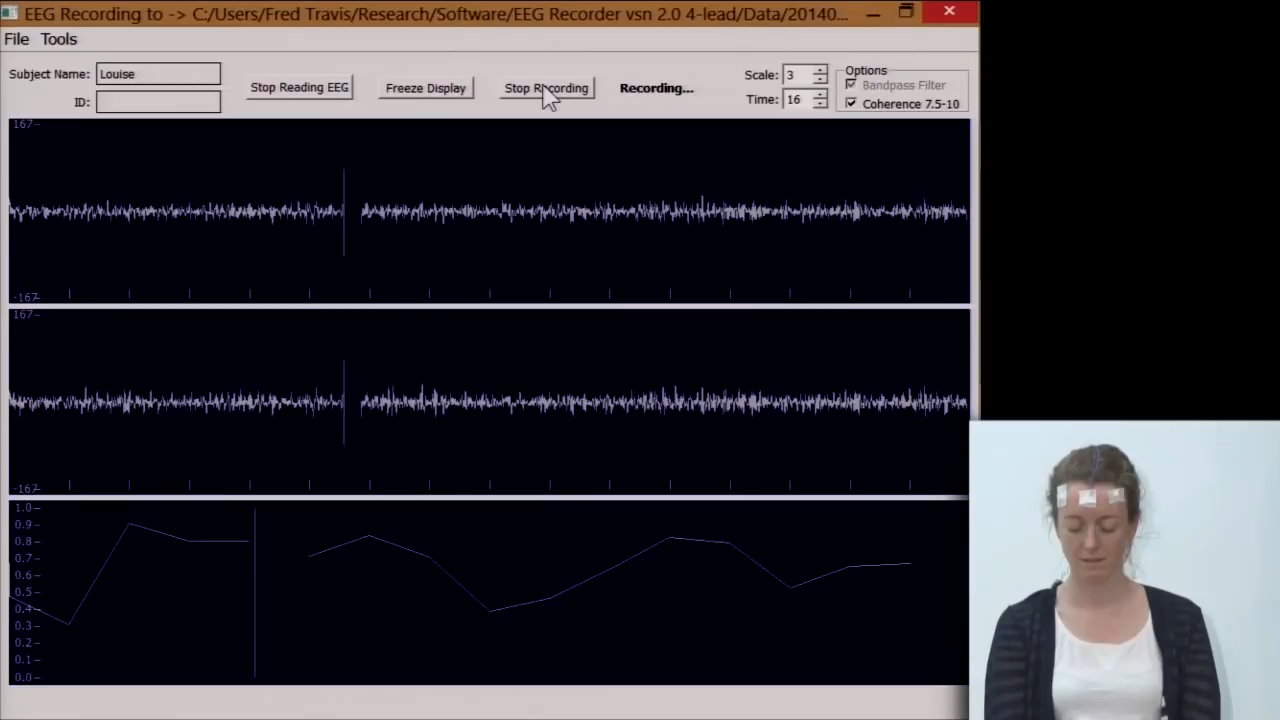 EEG Recording to -> C:/Users/Fred Travis/Research/Software/EEG Recorder vsn 2.0 4-lead/Data/20140...
File Tools
Subject Name: Louise
ID:
Stop Reading EEG
Freeze Display
Stop Recording
Recording...
Scale: 3
Time: 16
Options
Bandpass Filter
Coherence 7.5-10
167
-167
167
-167
1.0
0.9
0.8
0.7
0.6
0.5
0.4
0.3
0.2
0.1
0.0